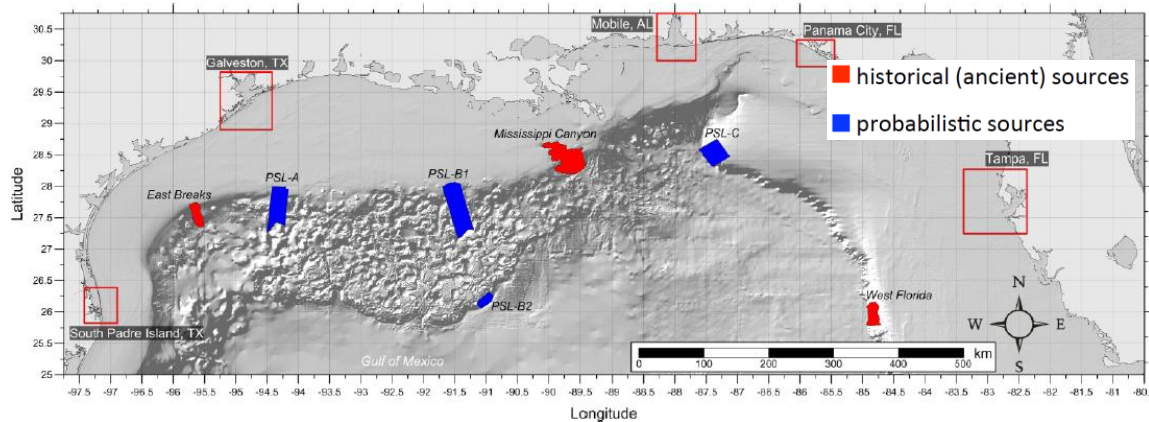 Mobile, AL
Panama City, FL
Galveston, TX
historical (ancient) sources
probabilistic sources
Mississippi Canyon
PSL-C
Tampa, FL
East Breaks
PSL-A
PSL-B1
PSL-B2
West Florida
South Padre Island, TX
Gulf of Mexico
N
W E
S
km
0 100 200 300 400 500
Latitude
30.5
30
29.5
29
28.5
28
27.5
27
26.5
26
25.5
25
-97.5 -97 -96.5 -96 -95.5 -95 -94.5 -94 -93.5 -93 -92.5 -92 -91.5 -91 -90.5 -90 -89.5 -89 -88.5 -88 -87.5 -87 -86.5 -86 -85.5 -85 -84.5 -84 -83.5 -83 -82.5 -82 -81.5 -81 -80.5 -80
Longitude